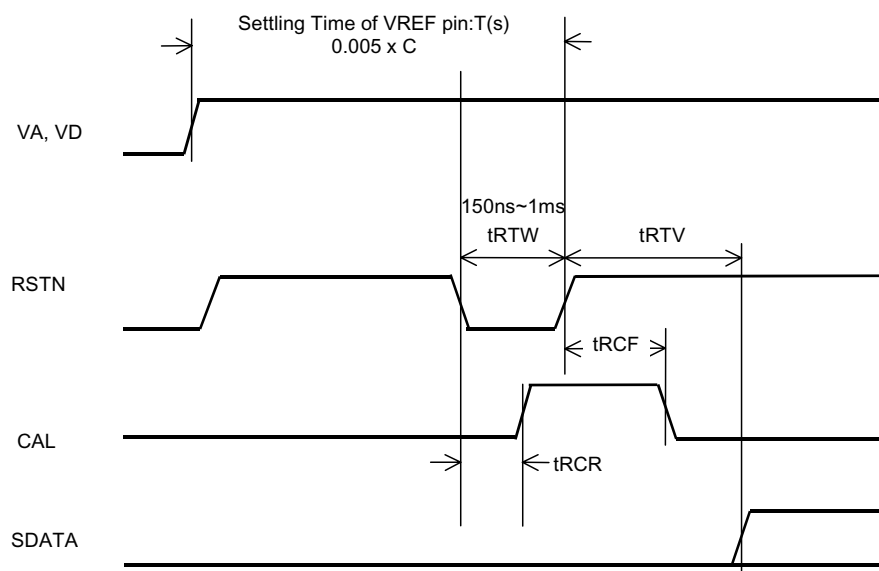 Settling Time of VREF pin:T(s)
0.005 x C
VA, VD
150ns~1ms
tRTW
tRTV
RSTN
tRCF
CAL
tRCR
SDATA